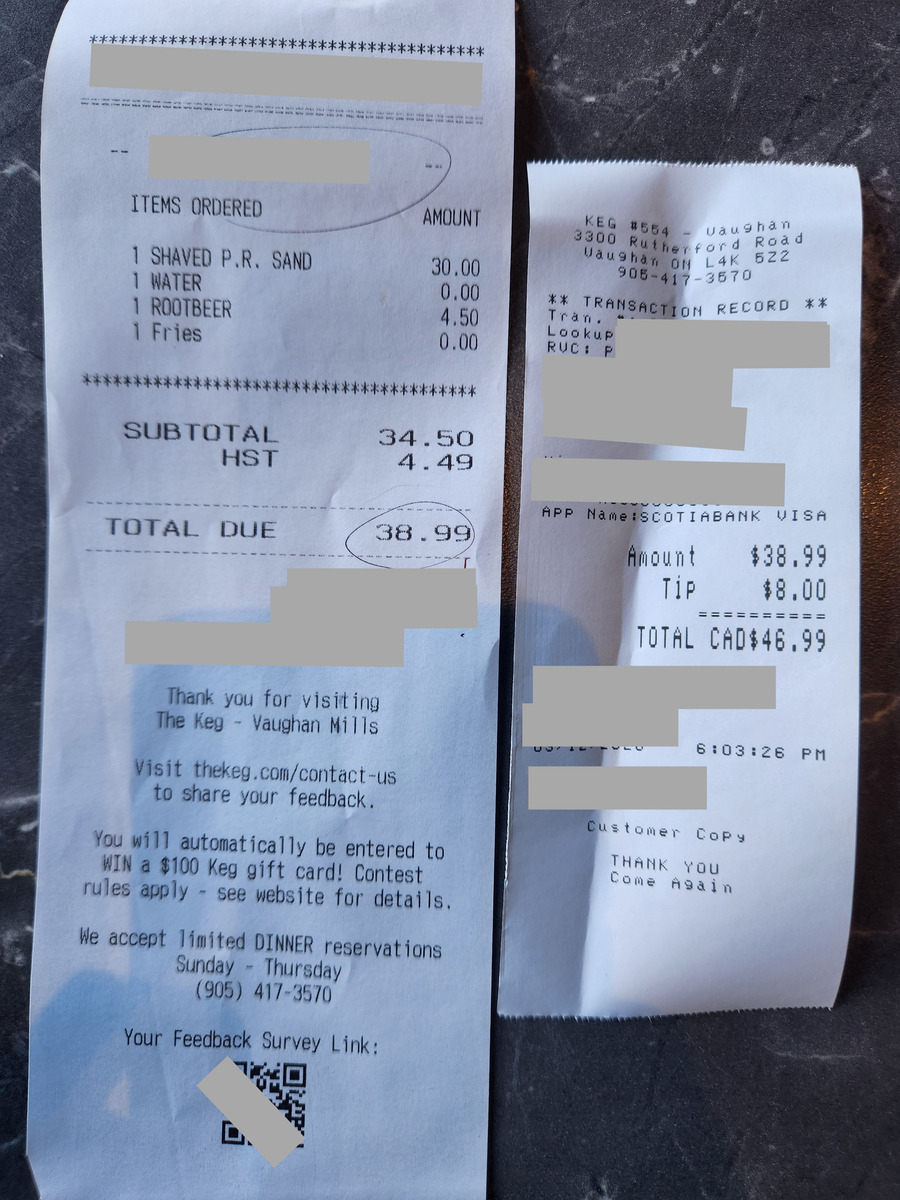 ****************************************
-- --
ITEMS ORDERED AMOUNT
1 SHAVED P.R. SAND 30.00
1 WATER 0.00
1 ROOTBEER 4.50
1 Fries 0.00
****************************************
SUBTOTAL 34.50
HST 4.49
TOTAL DUE 38.99
Thank you for visiting
The Keg - Vaughan Mills
Visit thekeg.com/contact-us
to share your feedback.
You will automatically be entered to
WIN a $100 Keg gift card! Contest
rules apply - see website for details.
We accept limited DINNER reservations
Sunday - Thursday
(905) 417-3570
Your Feedback Survey Link:
KEG #554 - Vaughan
3300 Rutherford Road
Vaughan ON L4K 5Z2
905-417-3570
** TRANSACTION RECORD **
Tran.
Lookup
RVC: P
APP Name:SCOTIABANK VISA
Amount $38.99
Tip $8.00
==========
TOTAL CAD$46.99
6:03:26 PM
Customer Copy
THANK YOU
Come Again